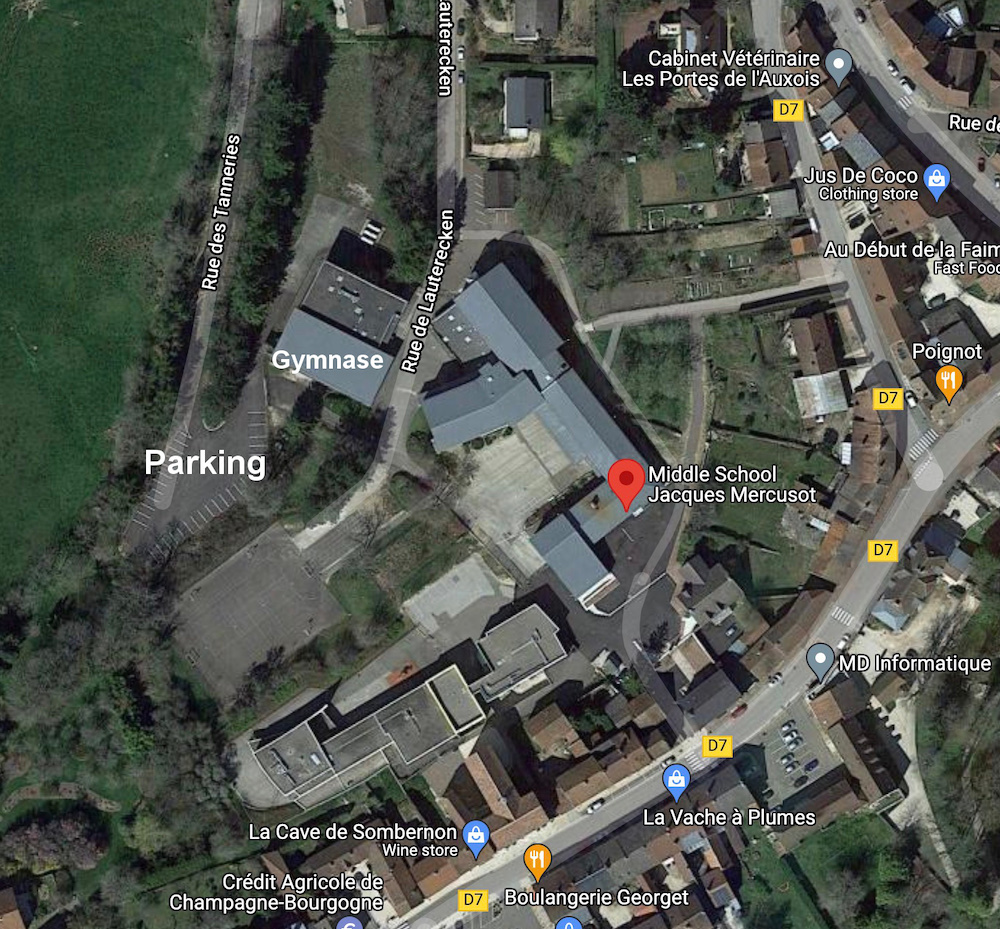 auterecken
Cabinet Vétérinaire
Les Portes de l'Auxois
D7
Rue de
Rue des Tanneries
Jus De Coco
Clothing store
Rue de Lauterecken
Au Début de la Faim
Fast Food
Gymnase
Poignot
D7
Parking
Middle School
Jacques Mercusot
D7
MD Informatique
D7
La Vache à Plumes
La Cave de Sombernon
Wine store
Crédit Agricole de
Champagne-Bourgogne
D7
Boulangerie Georget